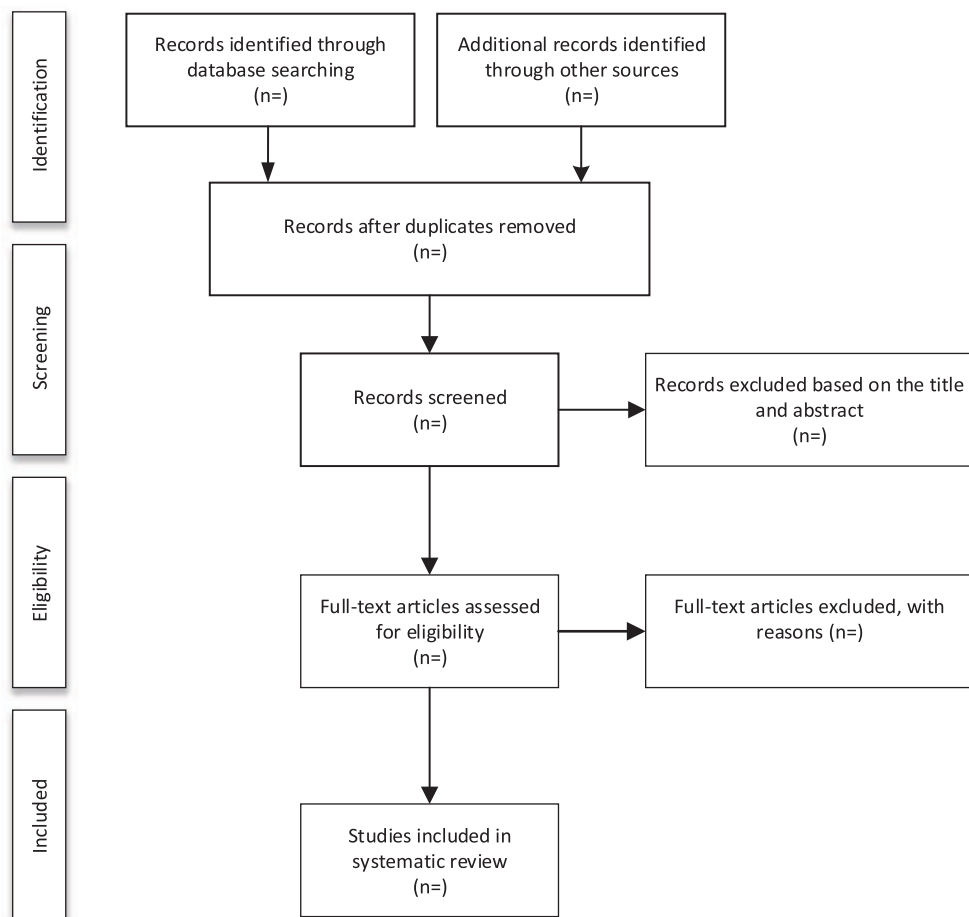 Identification
Records identified through
database searching
(n=)
Additional records identified
through other sources
(n=)
Records after duplicates removed
(n=)
Screening
Records screened
(n=)
Records excluded based on the title
and abstract
(n=)
Eligibility
Full-text articles assessed
for eligibility
(n=)
Full-text articles excluded, with
reasons (n=)
Included
Studies included in
systematic review
(n=)